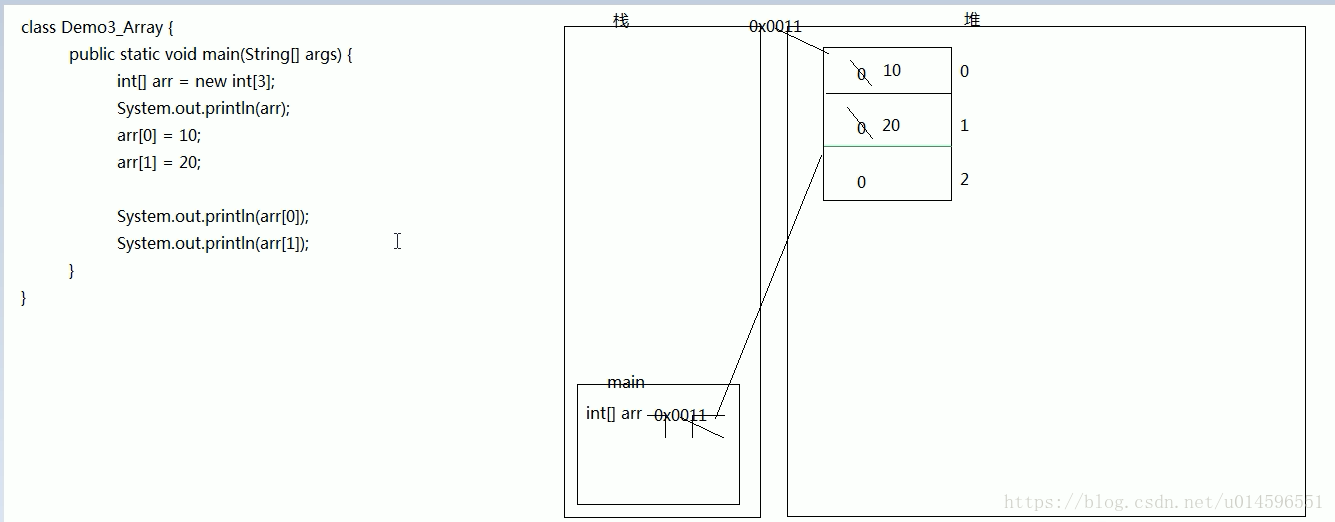 class Demo3_Array {
public static void main(String[] args) {
int[] arr = new int[3];
System.out.println(arr);
arr[0] = 10;
arr[1] = 20;
System.out.println(arr[0]);
System.out.println(arr[1]);
}
}
栈
0x0011
堆
0 10 0
0 20 1
0 2
main
int[] arr 0x0011
https://blog.csdn.net/u014596551